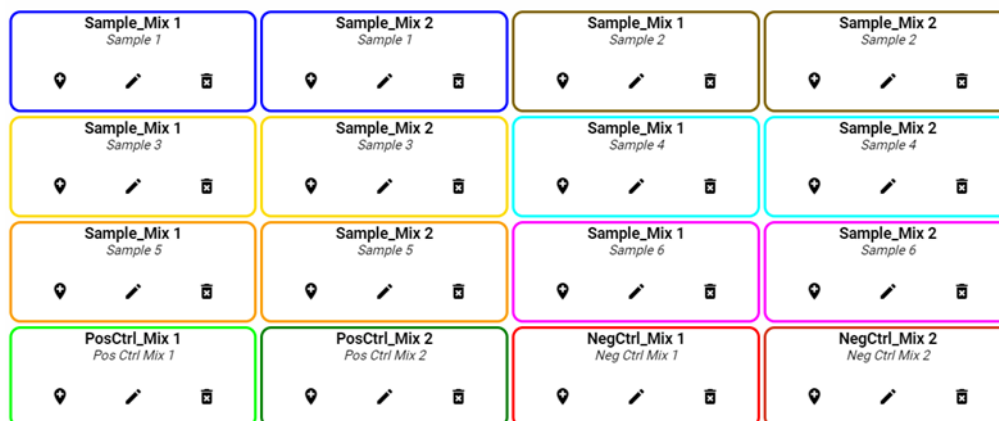 Sample_Mix 1
Sample 1
Sample_Mix 2
Sample 1
Sample_Mix 1
Sample 2
Sample_Mix 2
Sample 2
Sample_Mix 1
Sample 3
Sample_Mix 2
Sample 3
Sample_Mix 1
Sample 4
Sample_Mix 2
Sample 4
Sample_Mix 1
Sample 5
Sample_Mix 2
Sample 5
Sample_Mix 1
Sample 6
Sample_Mix 2
Sample 6
PosCtrl_Mix 1
Pos Ctrl Mix 1
PosCtrl_Mix 2
Pos Ctrl Mix 2
NegCtrl_Mix 1
Neg Ctrl Mix 1
NegCtrl_Mix 2
Neg Ctrl Mix 2